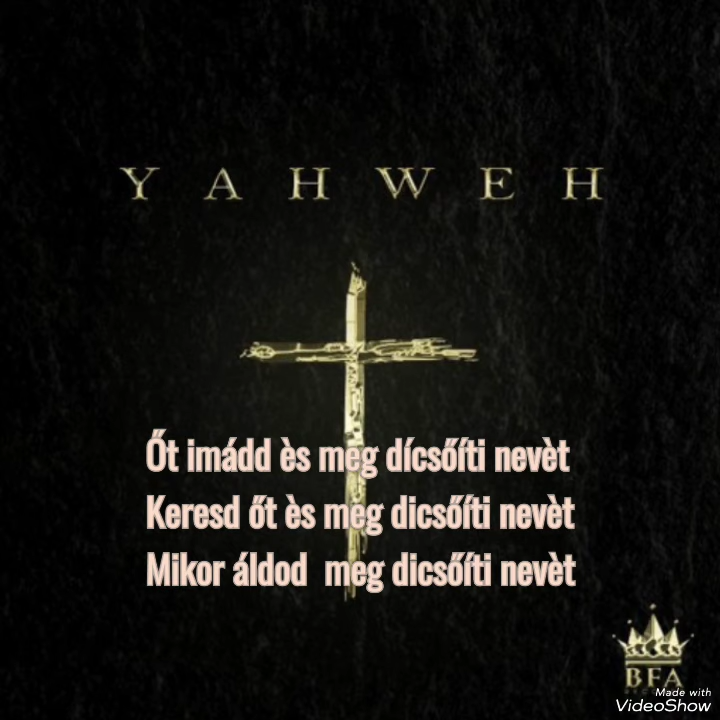 YAHWEH
Őt imádd ès meg dícsőíti nevèt
Keresd őt ès meg dicsőíti nevèt
Mikor áldod meg dicsőíti nevèt
BFA
Made with
VideoShow